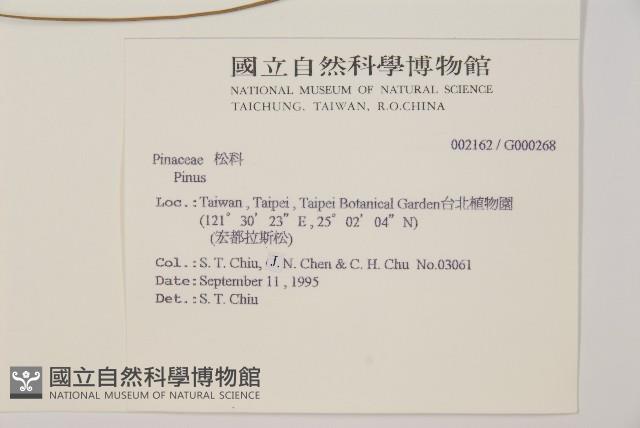 國立自然科學博物館
NATIONAL MUSEUM OF NATURAL SCIENCE
TAICHUNG, TAIWAN, R.O.CHINA
002162 / G000268
Pinaceae 松科
Pinus
Loc.:Taiwan , Taipei , Taipei Botanical Garden台北植物園
(121° 30' 23" E , 25° 02' 04" N)
(宏都拉斯松)
Col.:S. T. Chiu, J. N. Chen & C. H. Chu No.03061
Date:September 11 , 1995
Det.:S. T. Chiu
國立自然科學博物館
NATIONAL MUSEUM OF NATURAL SCIENCE